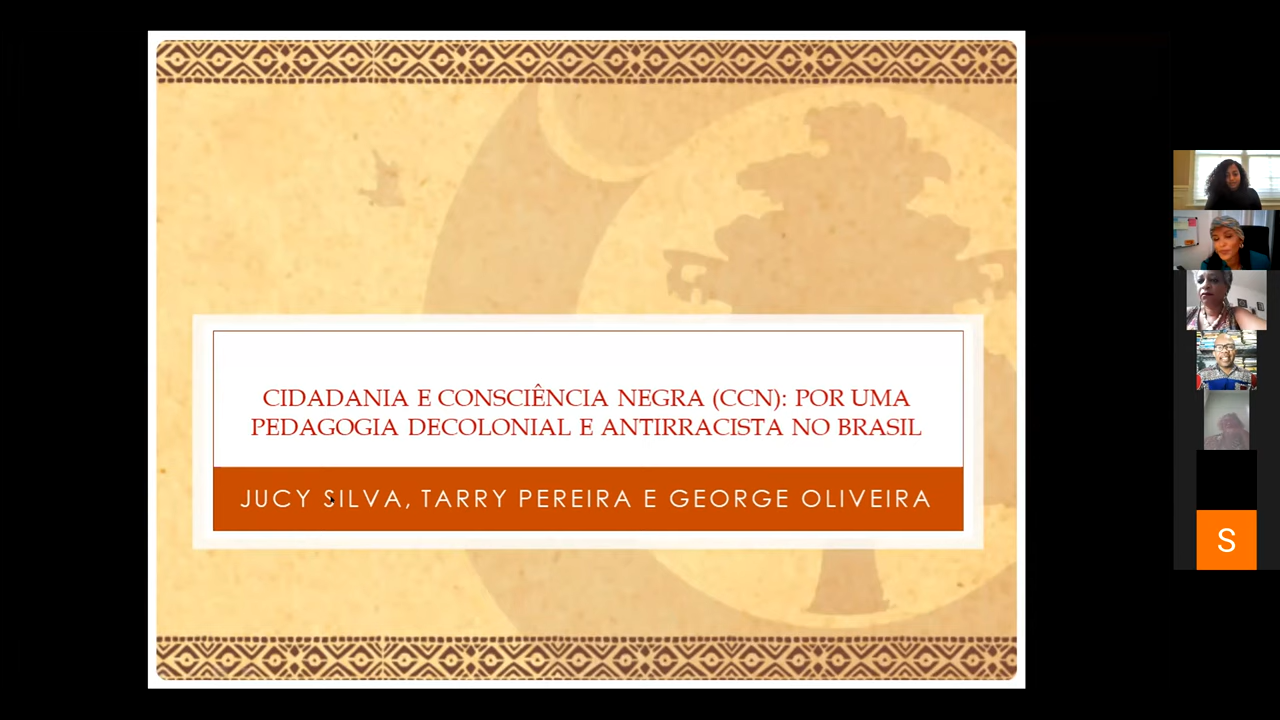 CIDADANIA E CONSCIÊNCIA NEGRA (CCN): POR UMA
PEDAGOGIA DECOLONIAL E ANTIRRACISTA NO BRASIL
JUCY SILVA, TARRY PEREIRA E GEORGE OLIVEIRA
S